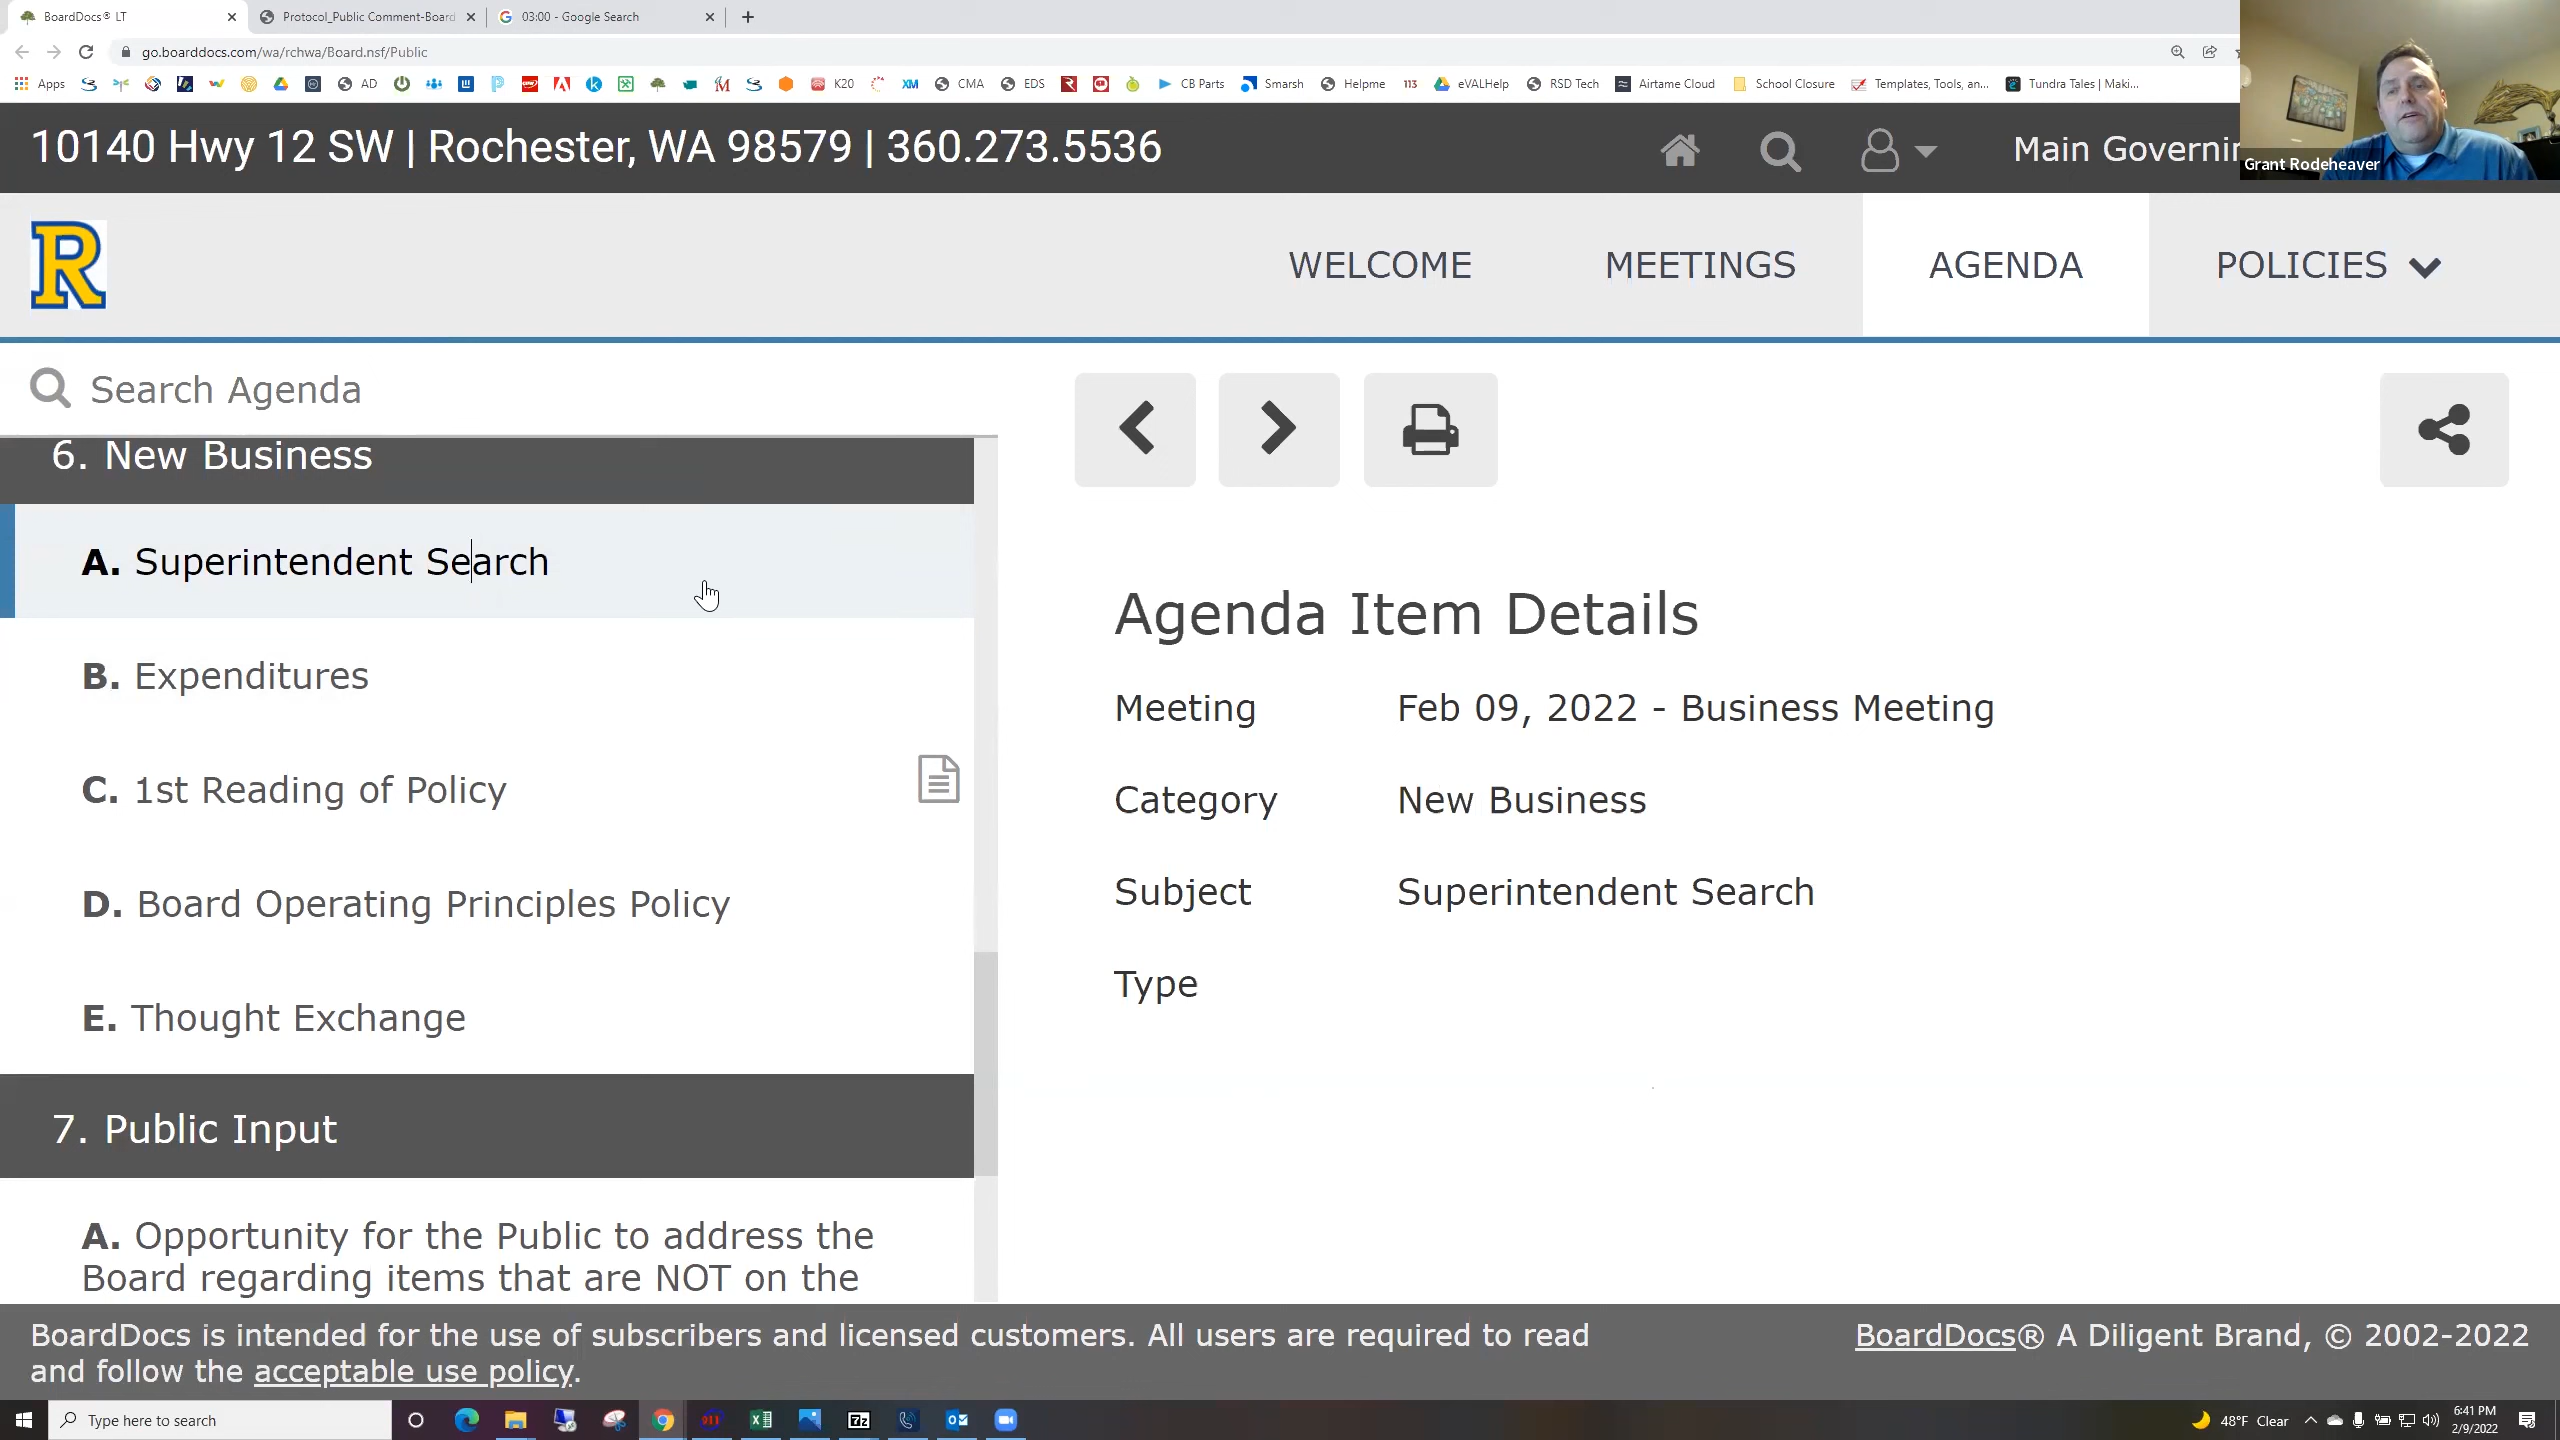 BoardDocs® LT
Protocol_Public Comment-Board
03:00 - Google Search
go.boarddocs.com/wa/rchwa/Board.nsf/Public
Apps
AD
K20
XM
CMA
EDS
CB Parts
Smarsh
Helpme
113
eVALHelp
RSD Tech
Airtame Cloud
School Closure
Templates, Tools, an...
Tundra Tales | Maki...
10140 Hwy 12 SW | Rochester, WA 98579 | 360.273.5536
Main Governin
Grant Rodeheaver
R
WELCOME
MEETINGS
AGENDA
POLICIES
Search Agenda
6. New Business
A. Superintendent Search
B. Expenditures
C. 1st Reading of Policy
D. Board Operating Principles Policy
E. Thought Exchange
7. Public Input
A. Opportunity for the Public to address the
Board regarding items that are NOT on the
Agenda Item Details
Meeting Feb 09, 2022 - Business Meeting
Category New Business
Subject Superintendent Search
Type
BoardDocs is intended for the use of subscribers and licensed customers. All users are required to read
and follow the acceptable use policy.
BoardDocs® A Diligent Brand, © 2002-2022
Type here to search
911
7z
48°F Clear
6:41 PM
2/9/2022